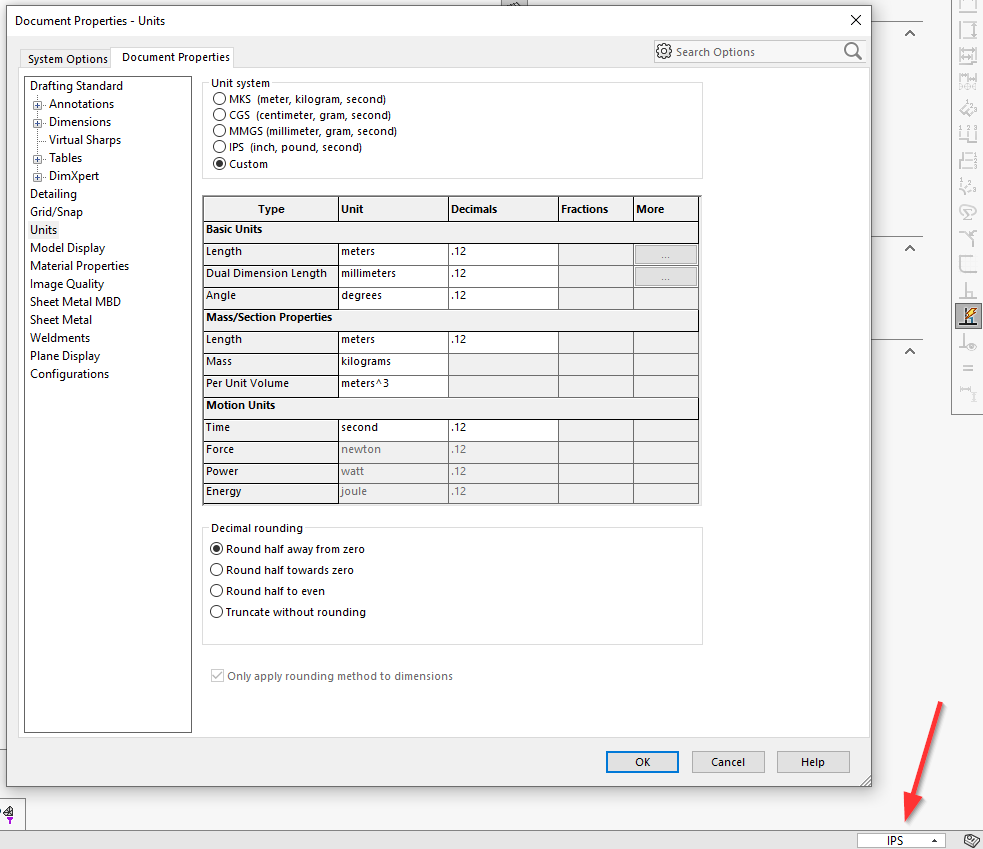 Document Properties - Units
System Options
Document Properties
Search Options
Drafting Standard
Annotations
Dimensions
Virtual Sharps
Tables
DimXpert
Detailing
Grid/Snap
Units
Model Display
Material Properties
Image Quality
Sheet Metal MBD
Sheet Metal
Weldments
Plane Display
Configurations
Unit system
MKS (meter, kilogram, second)
CGS (centimeter, gram, second)
MMGS (millimeter, gram, second)
IPS (inch, pound, second)
Custom
Type Unit Decimals Fractions More
Basic Units
Length meters .12 ...
Dual Dimension Length millimeters .12 ...
Angle degrees .12
Mass/Section Properties
Length meters .12
Mass kilograms
Per Unit Volume meters^3
Motion Units
Time second .12
Force newton .12
Power watt .12
Energy joule .12
Decimal rounding
Round half away from zero
Round half towards zero
Round half to even
Truncate without rounding
Only apply rounding method to dimensions
OK Cancel Help
IPS